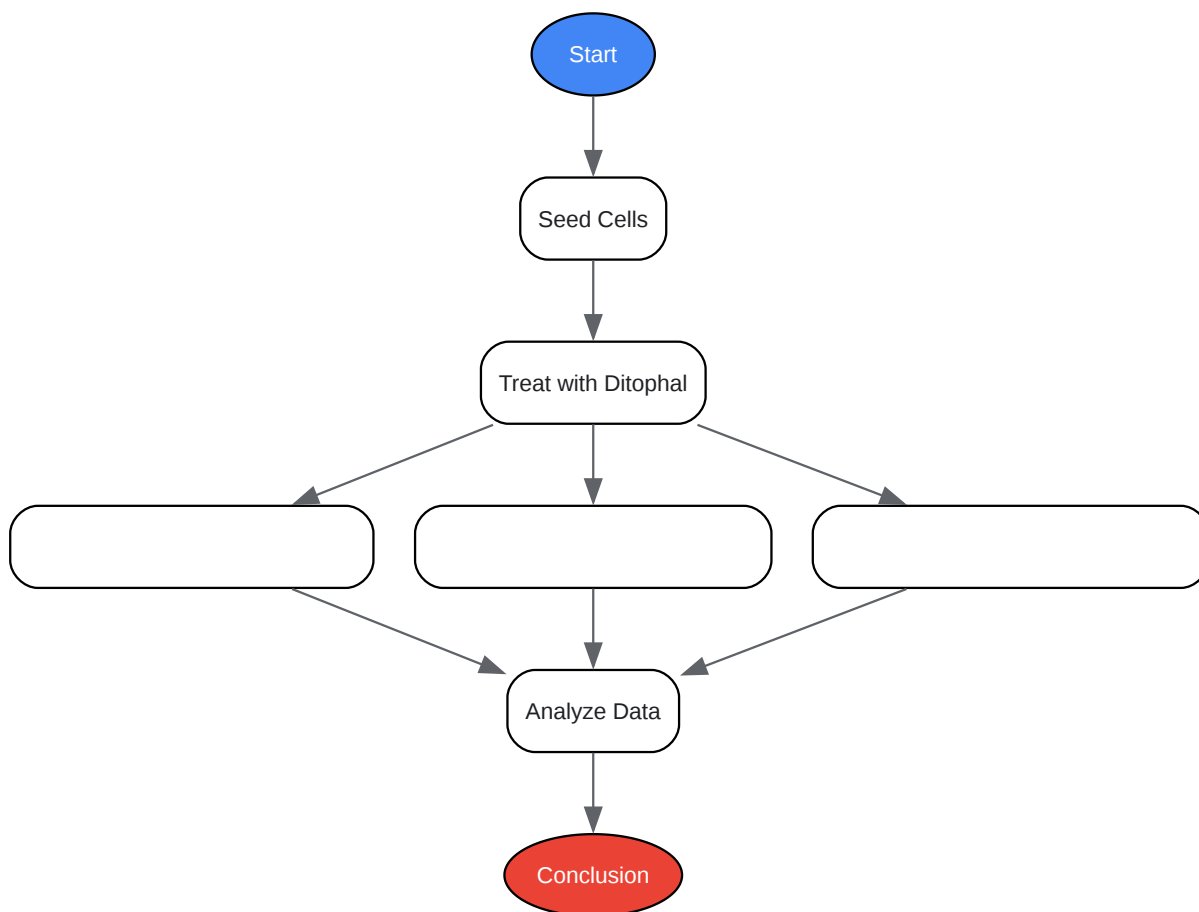 Start
Seed Cells
Treat with Ditophal
Analyze Data
Conclusion